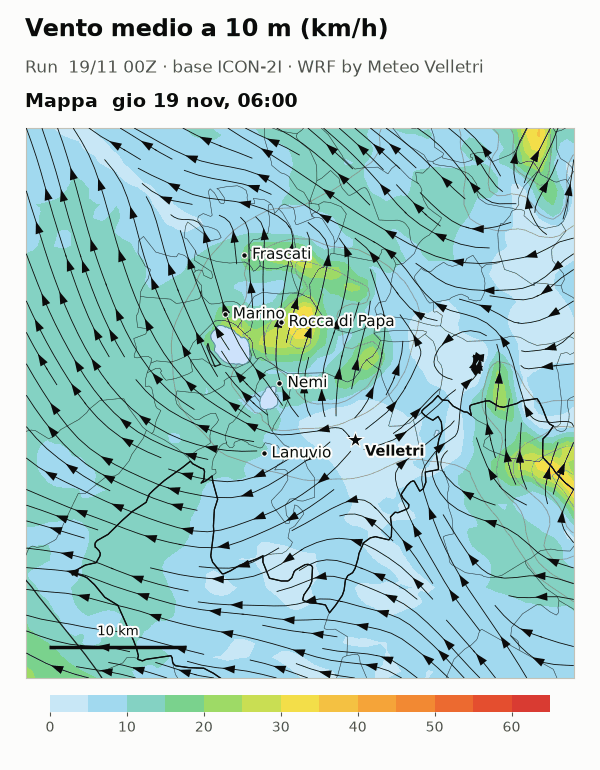 Vento medio a 10 m (km/h)
Run  19/11 00Z · base ICON-2I · WRF by Meteo Velletri
Mappa  gio 19 nov, 06:00
Frascati
Marino
Rocca di Papa
Nemi
Velletri
Lanuvio
10 km
0 10 20 30 40 50 60